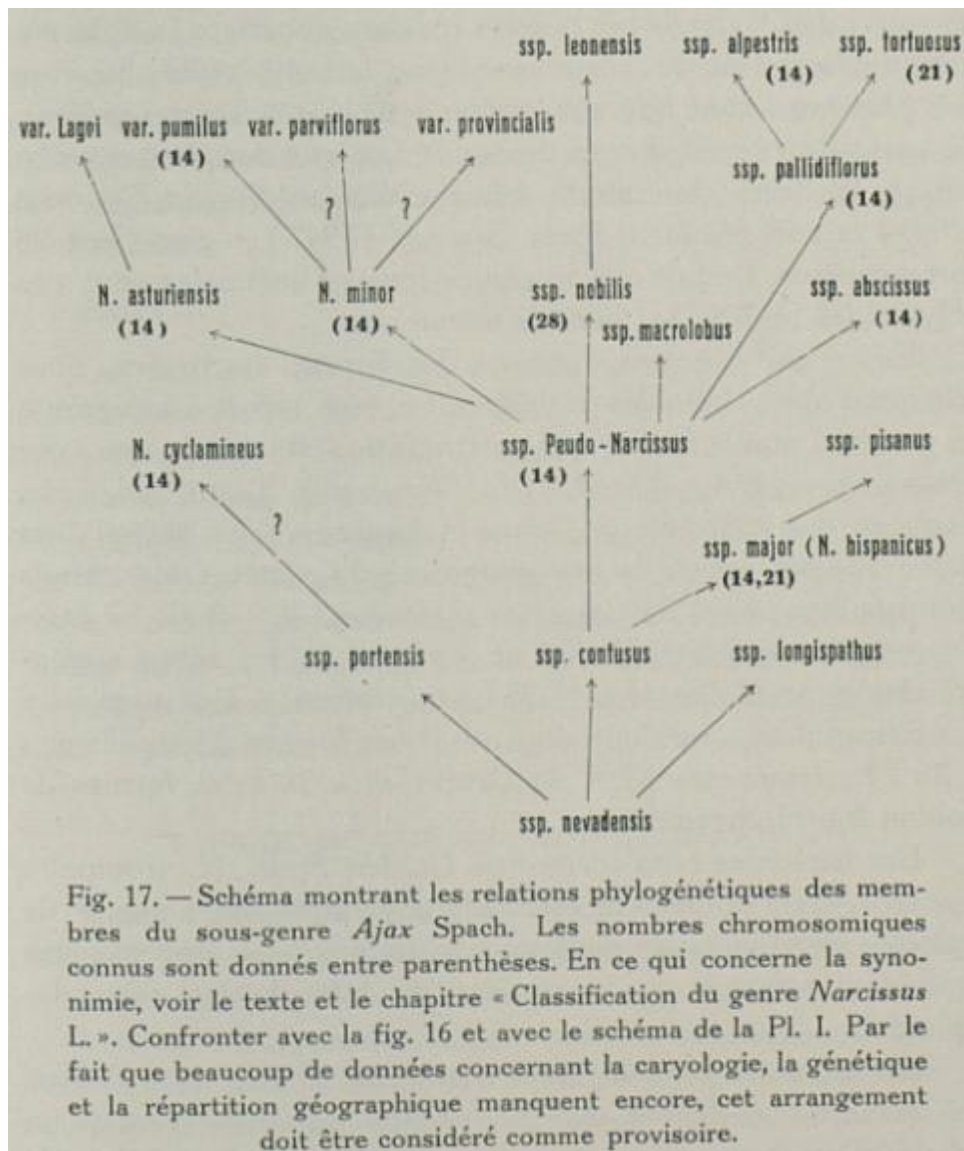 ssp. leonensis ssp. alpestris ssp. tortuosus
(14) (21)
var. Lagoi var. pumilus var. parviflorus var. provincialis
(14)
ssp. pallidiflorus
(14)
? ?
N. asturiensis N. minor ssp. nobilis ssp. abscissus
(14) (14) (28) (14)
ssp. macrolobus
N. cyclamineus ssp. Peudo-Narcissus ssp. pisanus
(14) (14)
?
ssp. major (N. hispanicus)
(14,21)
ssp. portensis ssp. confusus ssp. longispathus
ssp. nevadensis
Fig. 17. — Schéma montrant les relations phylogénétiques des mem-
bres du sous-genre Ajax Spach. Les nombres chromosomiques
connus sont donnés entre parenthèses. En ce qui concerne la syno-
nimie, voir le texte et le chapitre « Classification du genre Narcissus
L. ». Confronter avec la fig. 16 et avec le schéma de la Pl. I. Par le
fait que beaucoup de données concernant la caryologie, la génétique
et la répartition géographique manquent encore, cet arrangement
doit être considéré comme provisoire.